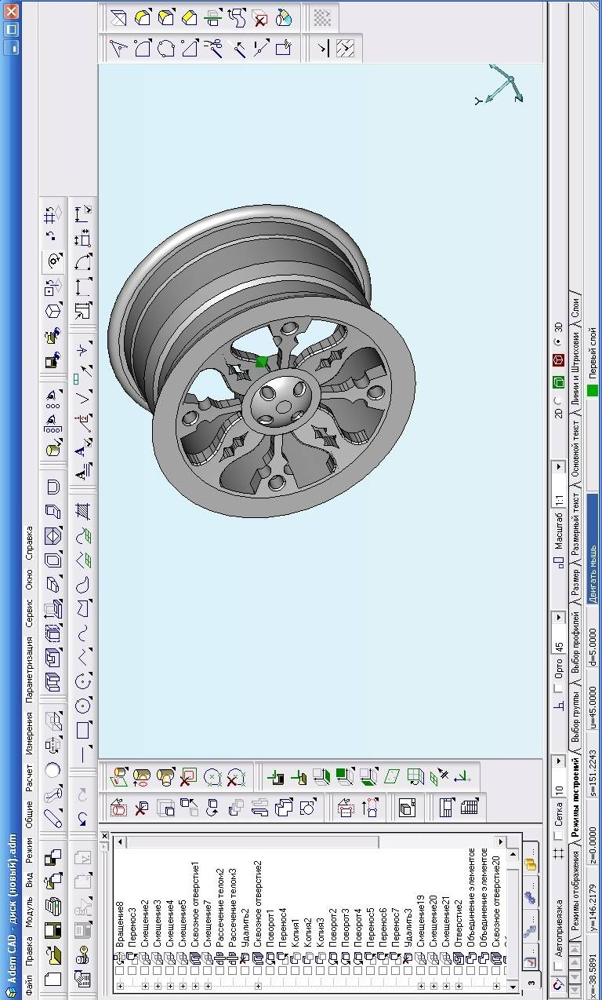 Adem CAD - диск (новый).adm
Файл Правка Модуль Вид Режим Общие Расчет Измерения Параметризация Сервис Окно Справка
Вращение8
Перенос3
Смещение2
Смещение3
Смещение4
Смещение5
Сквозное отверстие1
Смещение7
Рассечение телом2
Рассечение телом3
Удалить2
Сквозное отверстие2
Поворот1
Перенос4
Копия1
Копия2
Копия3
Поворот2
Поворот3
Поворот4
Перенос5
Перенос6
Перенос7
Удалить3
Смещение19
Смещение20
Смещение21
Отверстие2
Объединение элементов
Объединение элементов
Сквозное отверстие20
3
Y
Z
Автопривязка Сетка 10 Орто 45 Масштаб 1:1 2D 3D
Режимы отображения Режимы построений Выбор группы Выбор профилей Размер Размерный текст Основной текст Линии и Штриховки Слои
x=-38.5891 y=146.2179 z=0.0000 s=151.2243 u=45.0000 d=5.0000 Двигать мышь Первый слой